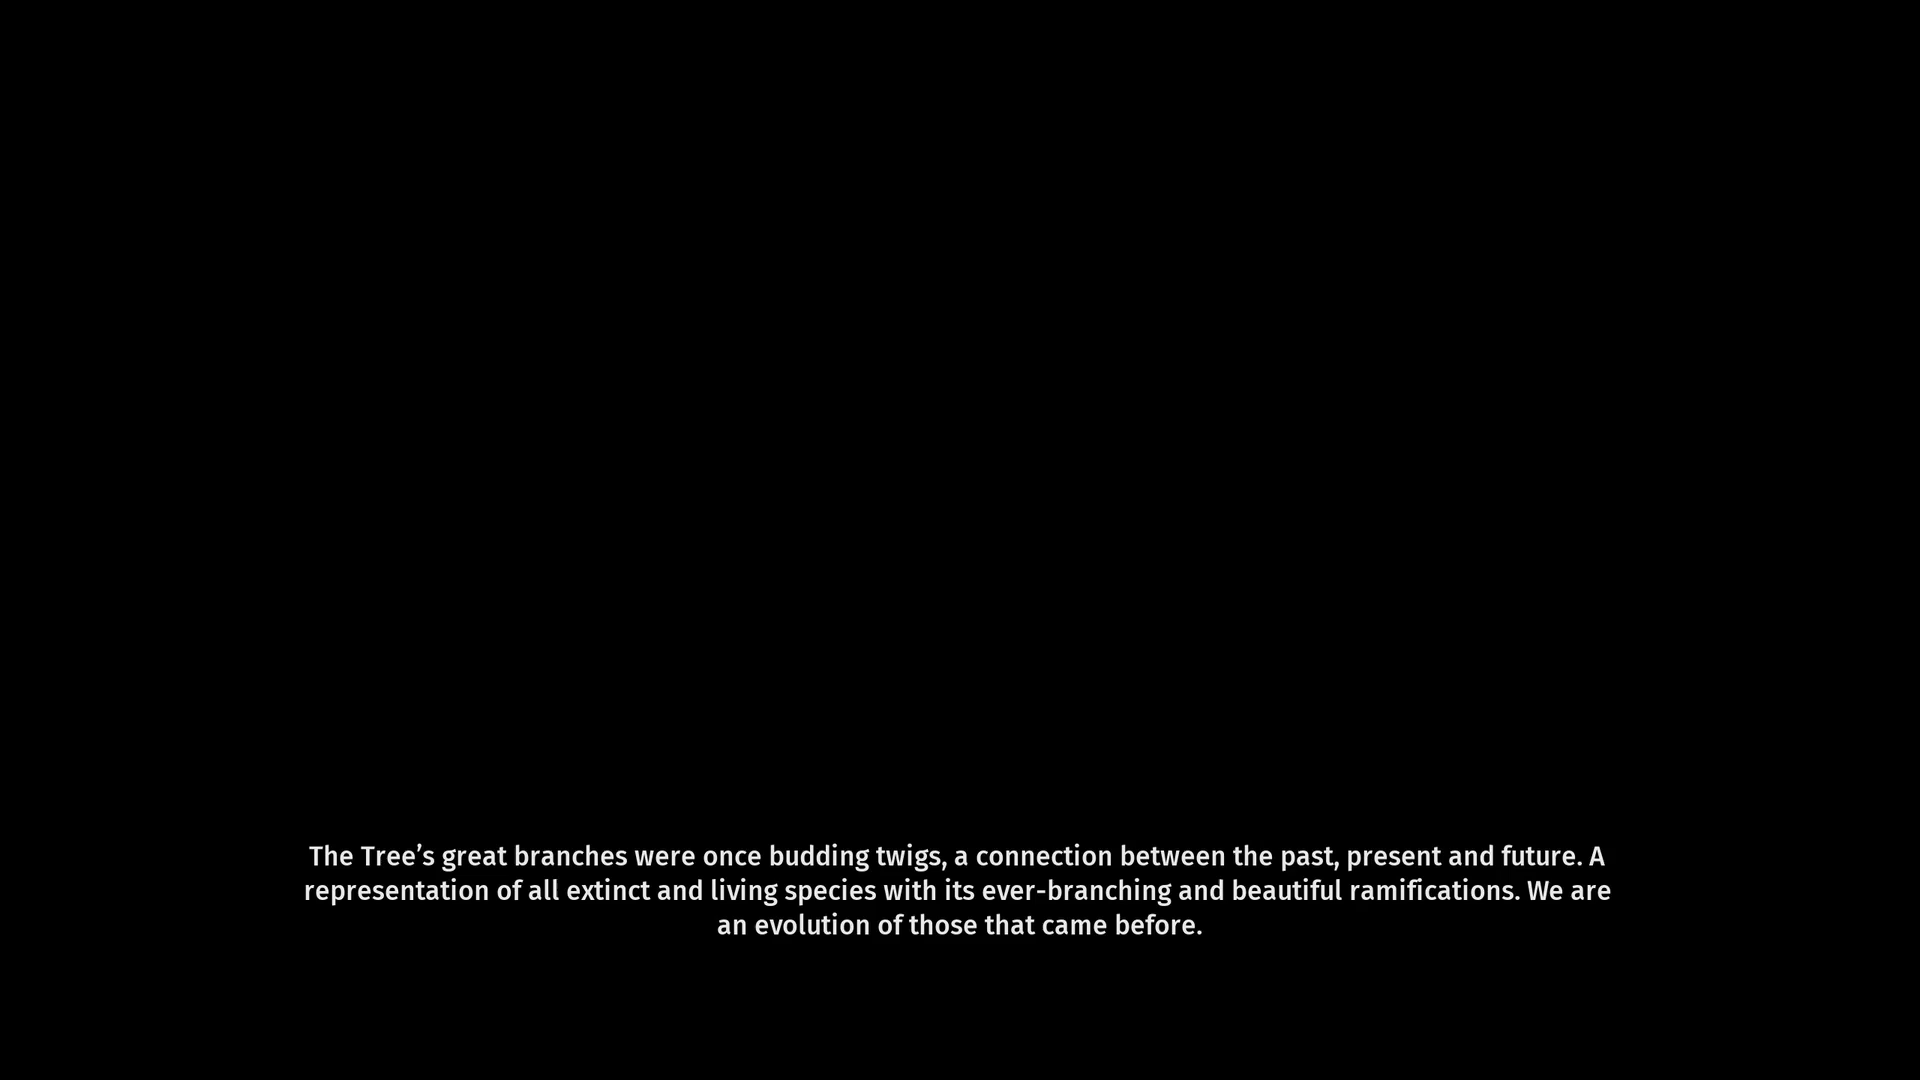 The Tree’s great branches were once budding twigs, a connection between the past, present and future. A
representation of all extinct and living species with its ever-branching and beautiful ramifications. We are
an evolution of those that came before.